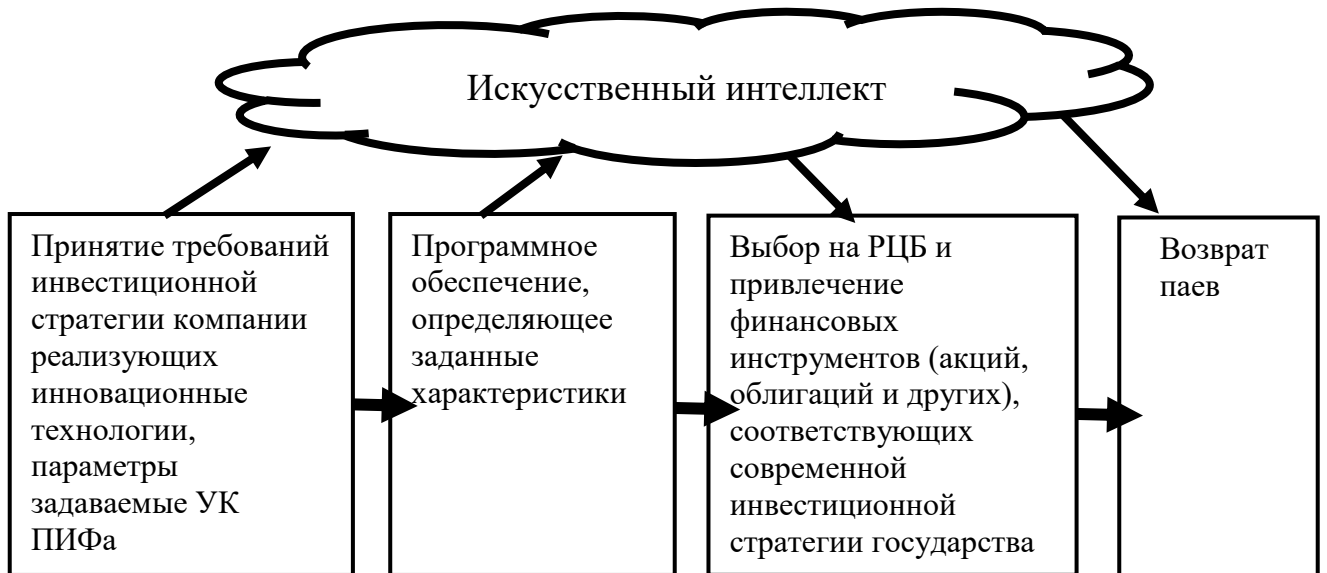 Искусственный интеллект
Принятие требований
инвестиционной
стратегии компании
реализующих
инновационные
технологии,
параметры
задаваемые УК
ПИФа
Программное
обеспечение,
определяющее
заданные
характеристики
Выбор на РЦБ и
привлечение
финансовых
инструментов (акций,
облигаций и других),
соответствующих
современной
инвестиционной
стратегии государства
Возврат
паев